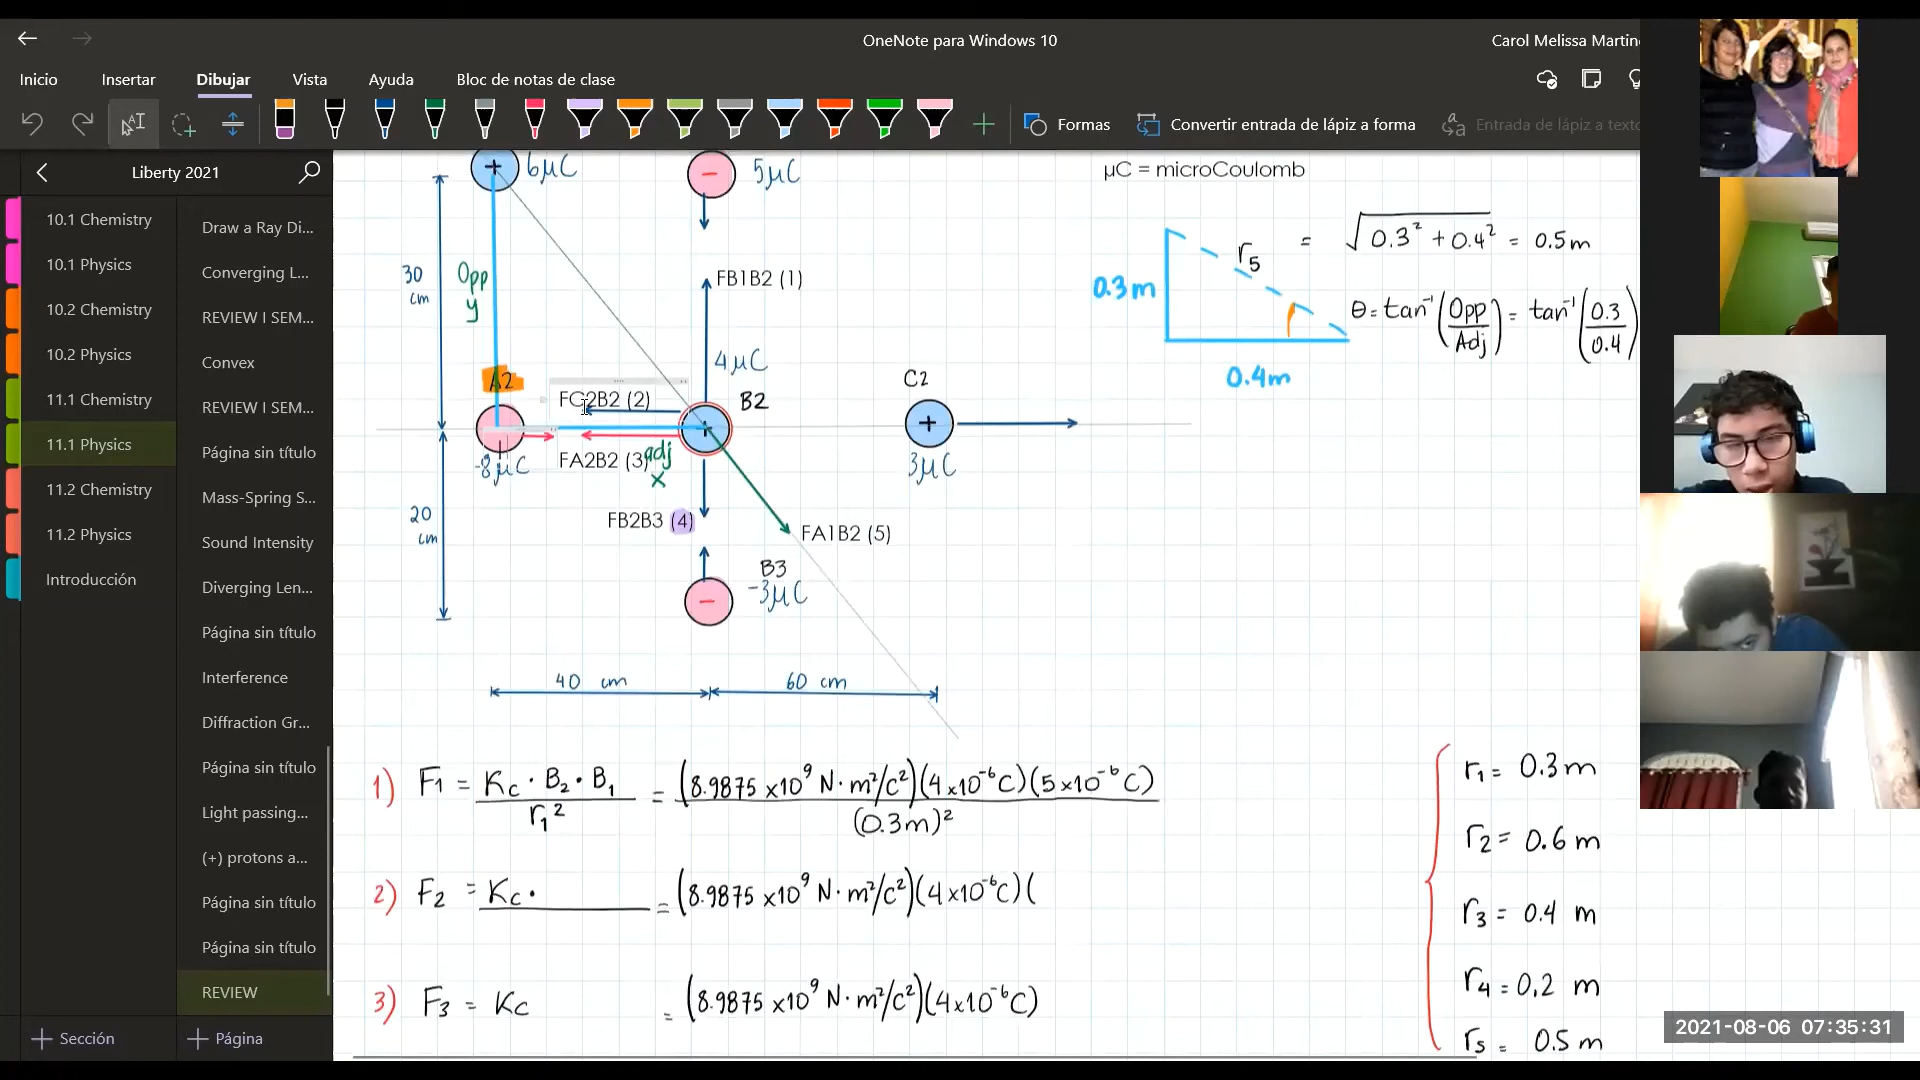 OneNote para Windows 10
Carol Melissa Martin
Inicio
Insertar
Dibujar
Vista
Ayuda
Bloc de notas de clase
Formas
Convertir entrada de lápiz a forma
Entrada de lápiz a texto
Liberty 2021
10.1 Chemistry
10.1 Physics
10.2 Chemistry
10.2 Physics
11.1 Chemistry
11.1 Physics
11.2 Chemistry
11.2 Physics
Introducción
Sección
Draw a Ray Di...
Converging L...
REVIEW I SEM...
Convex
REVIEW I SEM...
Página sin título
Mass-Spring S...
Sound Intensity
Diverging Len...
Página sin título
Interference
Diffraction Gr...
Página sin título
Light passing...
(+) protons a...
Página sin título
Página sin título
REVIEW
Página
+ 6μC
− 5μC
μC = microCoulomb
30 cm
Opp y
FB1B2 (1)
4μC
A2
FC2B2 (2)
B2
C2
+
+
-8μC
FA2B2 (3)
adj x
3μC
20 cm
FB2B3 (4)
FA1B2 (5)
B3
-3μC
−
40 cm
60 cm
0.3m
r5 = √0.3² + 0.4² = 0.5m
θ = tan⁻¹(Opp/Adj) = tan⁻¹(0.3/0.4)
0.4m
1) F1 = Kc · B2 · B1 / r1² = (8.9875 x10⁹ N·m²/c²)(4x10⁻⁶C)(5x10⁻⁶C) / (0.3m)²
2) F2 = Kc · = (8.9875 x10⁹ N·m²/c²)(4x10⁻⁶C)(
3) F3 = Kc = (8.9875 x10⁹ N·m²/c²)(4x10⁻⁶C)
r1 = 0.3m
r2 = 0.6 m
r3 = 0.4 m
r4 = 0.2 m
r5 = 0.5 m
2021-08-06 07:35:31